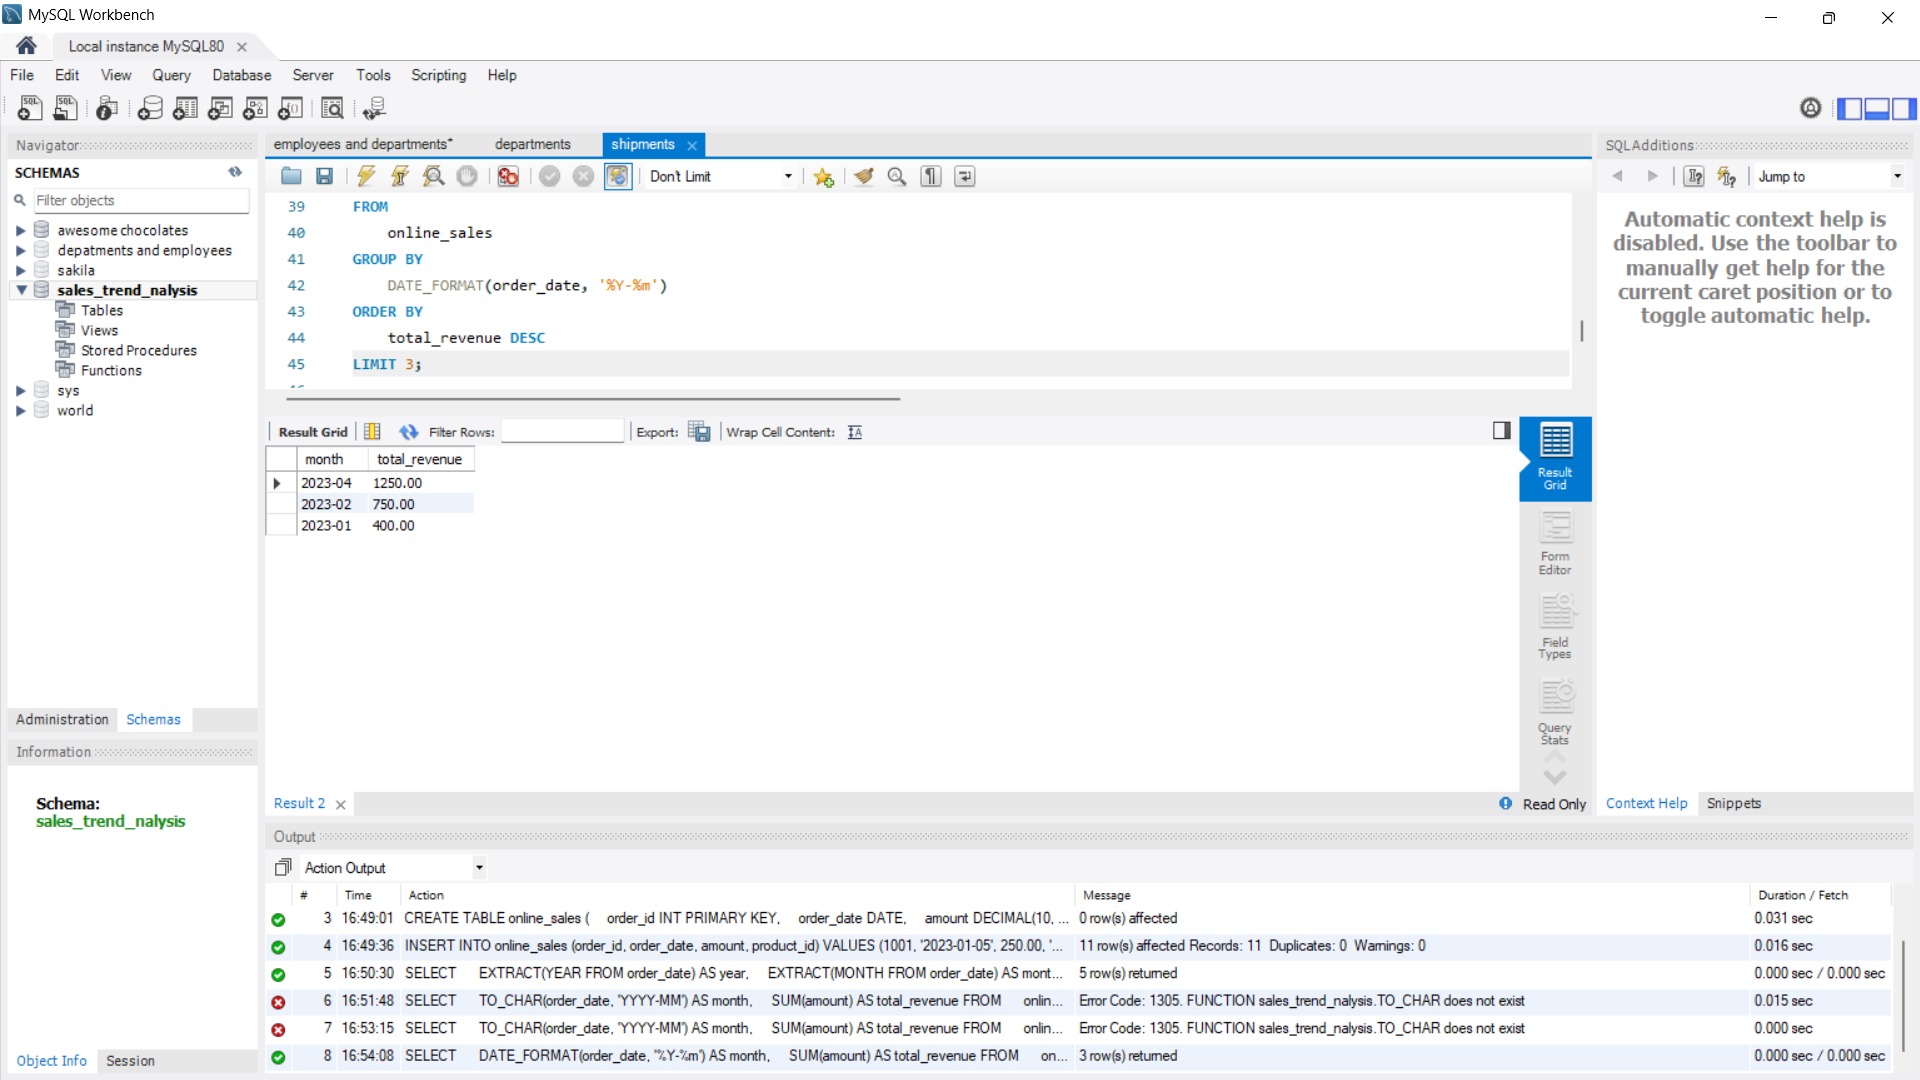 MySQL Workbench
Local instance MySQL80
File Edit View Query Database Server Tools Scripting Help
Navigator
SCHEMAS
Filter objects
awesome chocolates
depatments and employees
sakila
sales_trend_nalysis
Tables
Views
Stored Procedures
Functions
sys
world
Administration Schemas
Information
Schema:
sales_trend_nalysis
Object Info Session
employees and departments* departments shipments
Don't Limit
39 FROM
40 online_sales
41 GROUP BY
42 DATE_FORMAT(order_date, '%Y-%m')
43 ORDER BY
44 total_revenue DESC
45 LIMIT 3;
Result Grid Filter Rows: Export: Wrap Cell Content:
month total_revenue
2023-04 1250.00
2023-02 750.00
2023-01 400.00
Result
Grid
Form
Editor
Field
Types
Query
Stats
Result 2 Read Only
SQLAdditions
Jump to
Automatic context help is
disabled. Use the toolbar to
manually get help for the
current caret position or to
toggle automatic help.
Context Help Snippets
Output
Action Output
# Time Action Message Duration / Fetch
3 16:49:01 CREATE TABLE online_sales ( order_id INT PRIMARY KEY, order_date DATE, amount DECIMAL(10, ... 0 row(s) affected 0.031 sec
4 16:49:36 INSERT INTO online_sales (order_id, order_date, amount, product_id) VALUES (1001, '2023-01-05', 250.00, '... 11 row(s) affected Records: 11 Duplicates: 0 Warnings: 0 0.016 sec
5 16:50:30 SELECT EXTRACT(YEAR FROM order_date) AS year, EXTRACT(MONTH FROM order_date) AS mont... 5 row(s) returned 0.000 sec / 0.000 sec
6 16:51:48 SELECT TO_CHAR(order_date, 'YYYY-MM') AS month, SUM(amount) AS total_revenue FROM onlin... Error Code: 1305. FUNCTION sales_trend_nalysis.TO_CHAR does not exist 0.015 sec
7 16:53:15 SELECT TO_CHAR(order_date, 'YYYY-MM') AS month, SUM(amount) AS total_revenue FROM onlin... Error Code: 1305. FUNCTION sales_trend_nalysis.TO_CHAR does not exist 0.000 sec
8 16:54:08 SELECT DATE_FORMAT(order_date, '%Y-%m') AS month, SUM(amount) AS total_revenue FROM on... 3 row(s) returned 0.000 sec / 0.000 sec